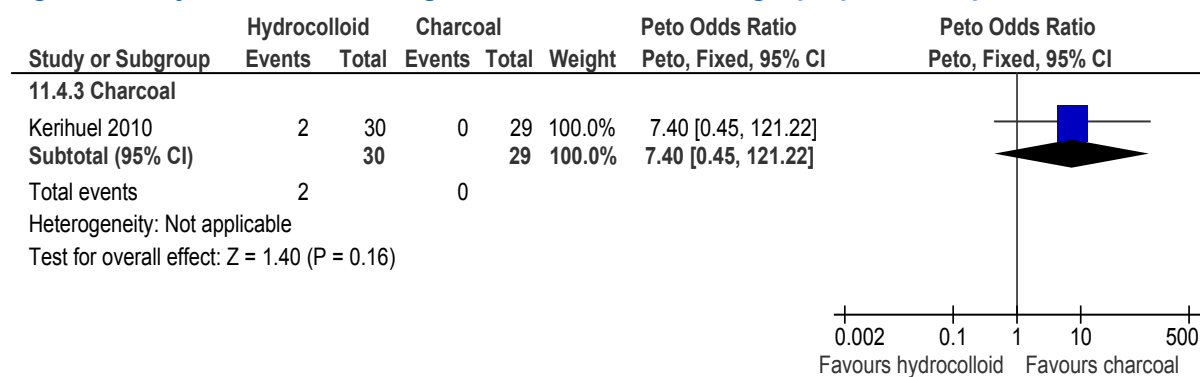 Hydrocolloid Charcoal Peto Odds Ratio Peto Odds Ratio
Study or Subgroup Events Total Events Total Weight Peto, Fixed, 95% CI Peto, Fixed, 95% CI
11.4.3 Charcoal
Kerihuel 2010 2 30 0 29 100.0% 7.40 [0.45, 121.22]
Subtotal (95% CI) 30 29 100.0% 7.40 [0.45, 121.22]
Total events 2 0
Heterogeneity: Not applicable
Test for overall effect: Z = 1.40 (P = 0.16)
0.002 0.1 1 10 500
Favours hydrocolloid Favours charcoal